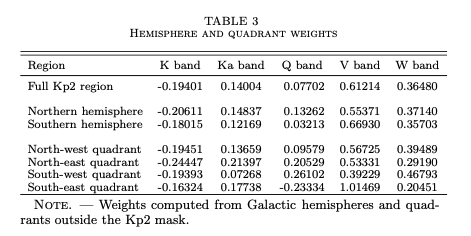 TABLE 3
Hemisphere and quadrant weights
Region K band Ka band Q band V band W band
Full Kp2 region -0.19401 0.14004 0.07702 0.61214 0.36480
Northern hemisphere -0.20611 0.14837 0.13262 0.55371 0.37140
Southern hemisphere -0.18015 0.12169 0.03213 0.66930 0.35703
North-west quadrant -0.19451 0.13659 0.09579 0.56725 0.39489
North-east quadrant -0.24447 0.21397 0.20529 0.53331 0.29190
South-west quadrant -0.19393 0.07268 0.26102 0.39229 0.46793
South-east quadrant -0.16324 0.17738 -0.23334 1.01469 0.20451
Note. — Weights computed from Galactic hemispheres and quad-
rants outside the Kp2 mask.